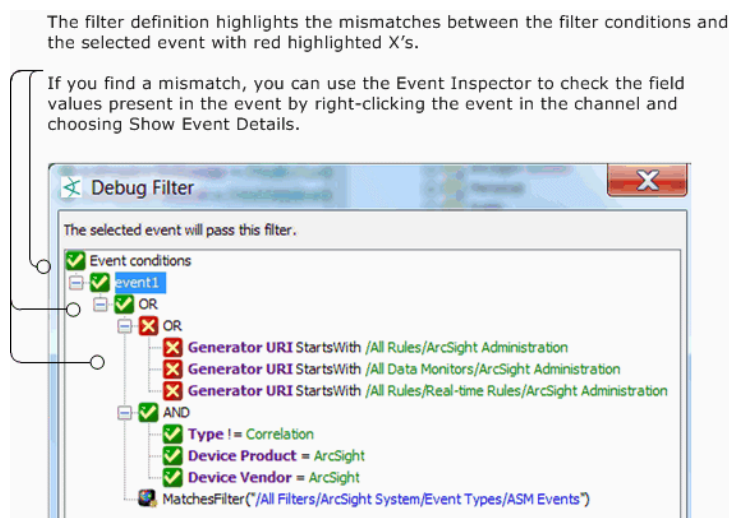 The filter definition highlights the mismatches between the filter conditions and
the selected event with red highlighted X's.
If you find a mismatch, you can use the Event Inspector to check the field
values present in the event by right-clicking the event in the channel and
choosing Show Event Details.
Debug Filter
The selected event will pass this filter.
Event conditions
event1
OR
OR
Generator URI StartsWith /All Rules/ArcSight Administration
Generator URI StartsWith /All Data Monitors/ArcSight Administration
Generator URI StartsWith /All Rules/Real-time Rules/ArcSight Administration
AND
Type != Correlation
Device Product = ArcSight
Device Vendor = ArcSight
MatchesFilter("/All Filters/ArcSight System/Event Types/ASM Events")